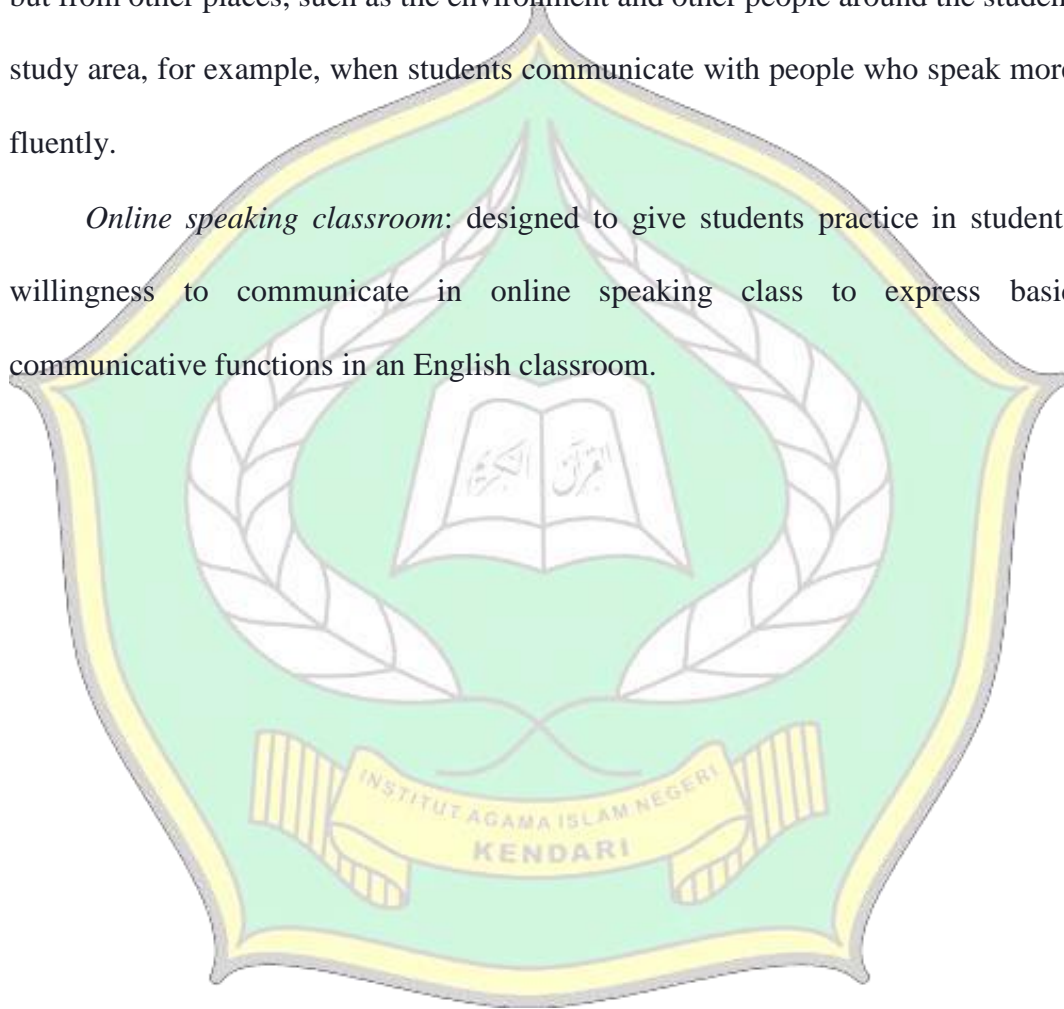 but from other places, such as the environment and other people around the student
study area, for example, when students communicate with people who speak more
fluently.
Online speaking classroom: designed to give students practice in student
willingness to communicate in online speaking class to express basic
communicative functions in an English classroom.
القرآن الكريم
INSTITUT AGAMA ISLAM NEGERI
KENDARI